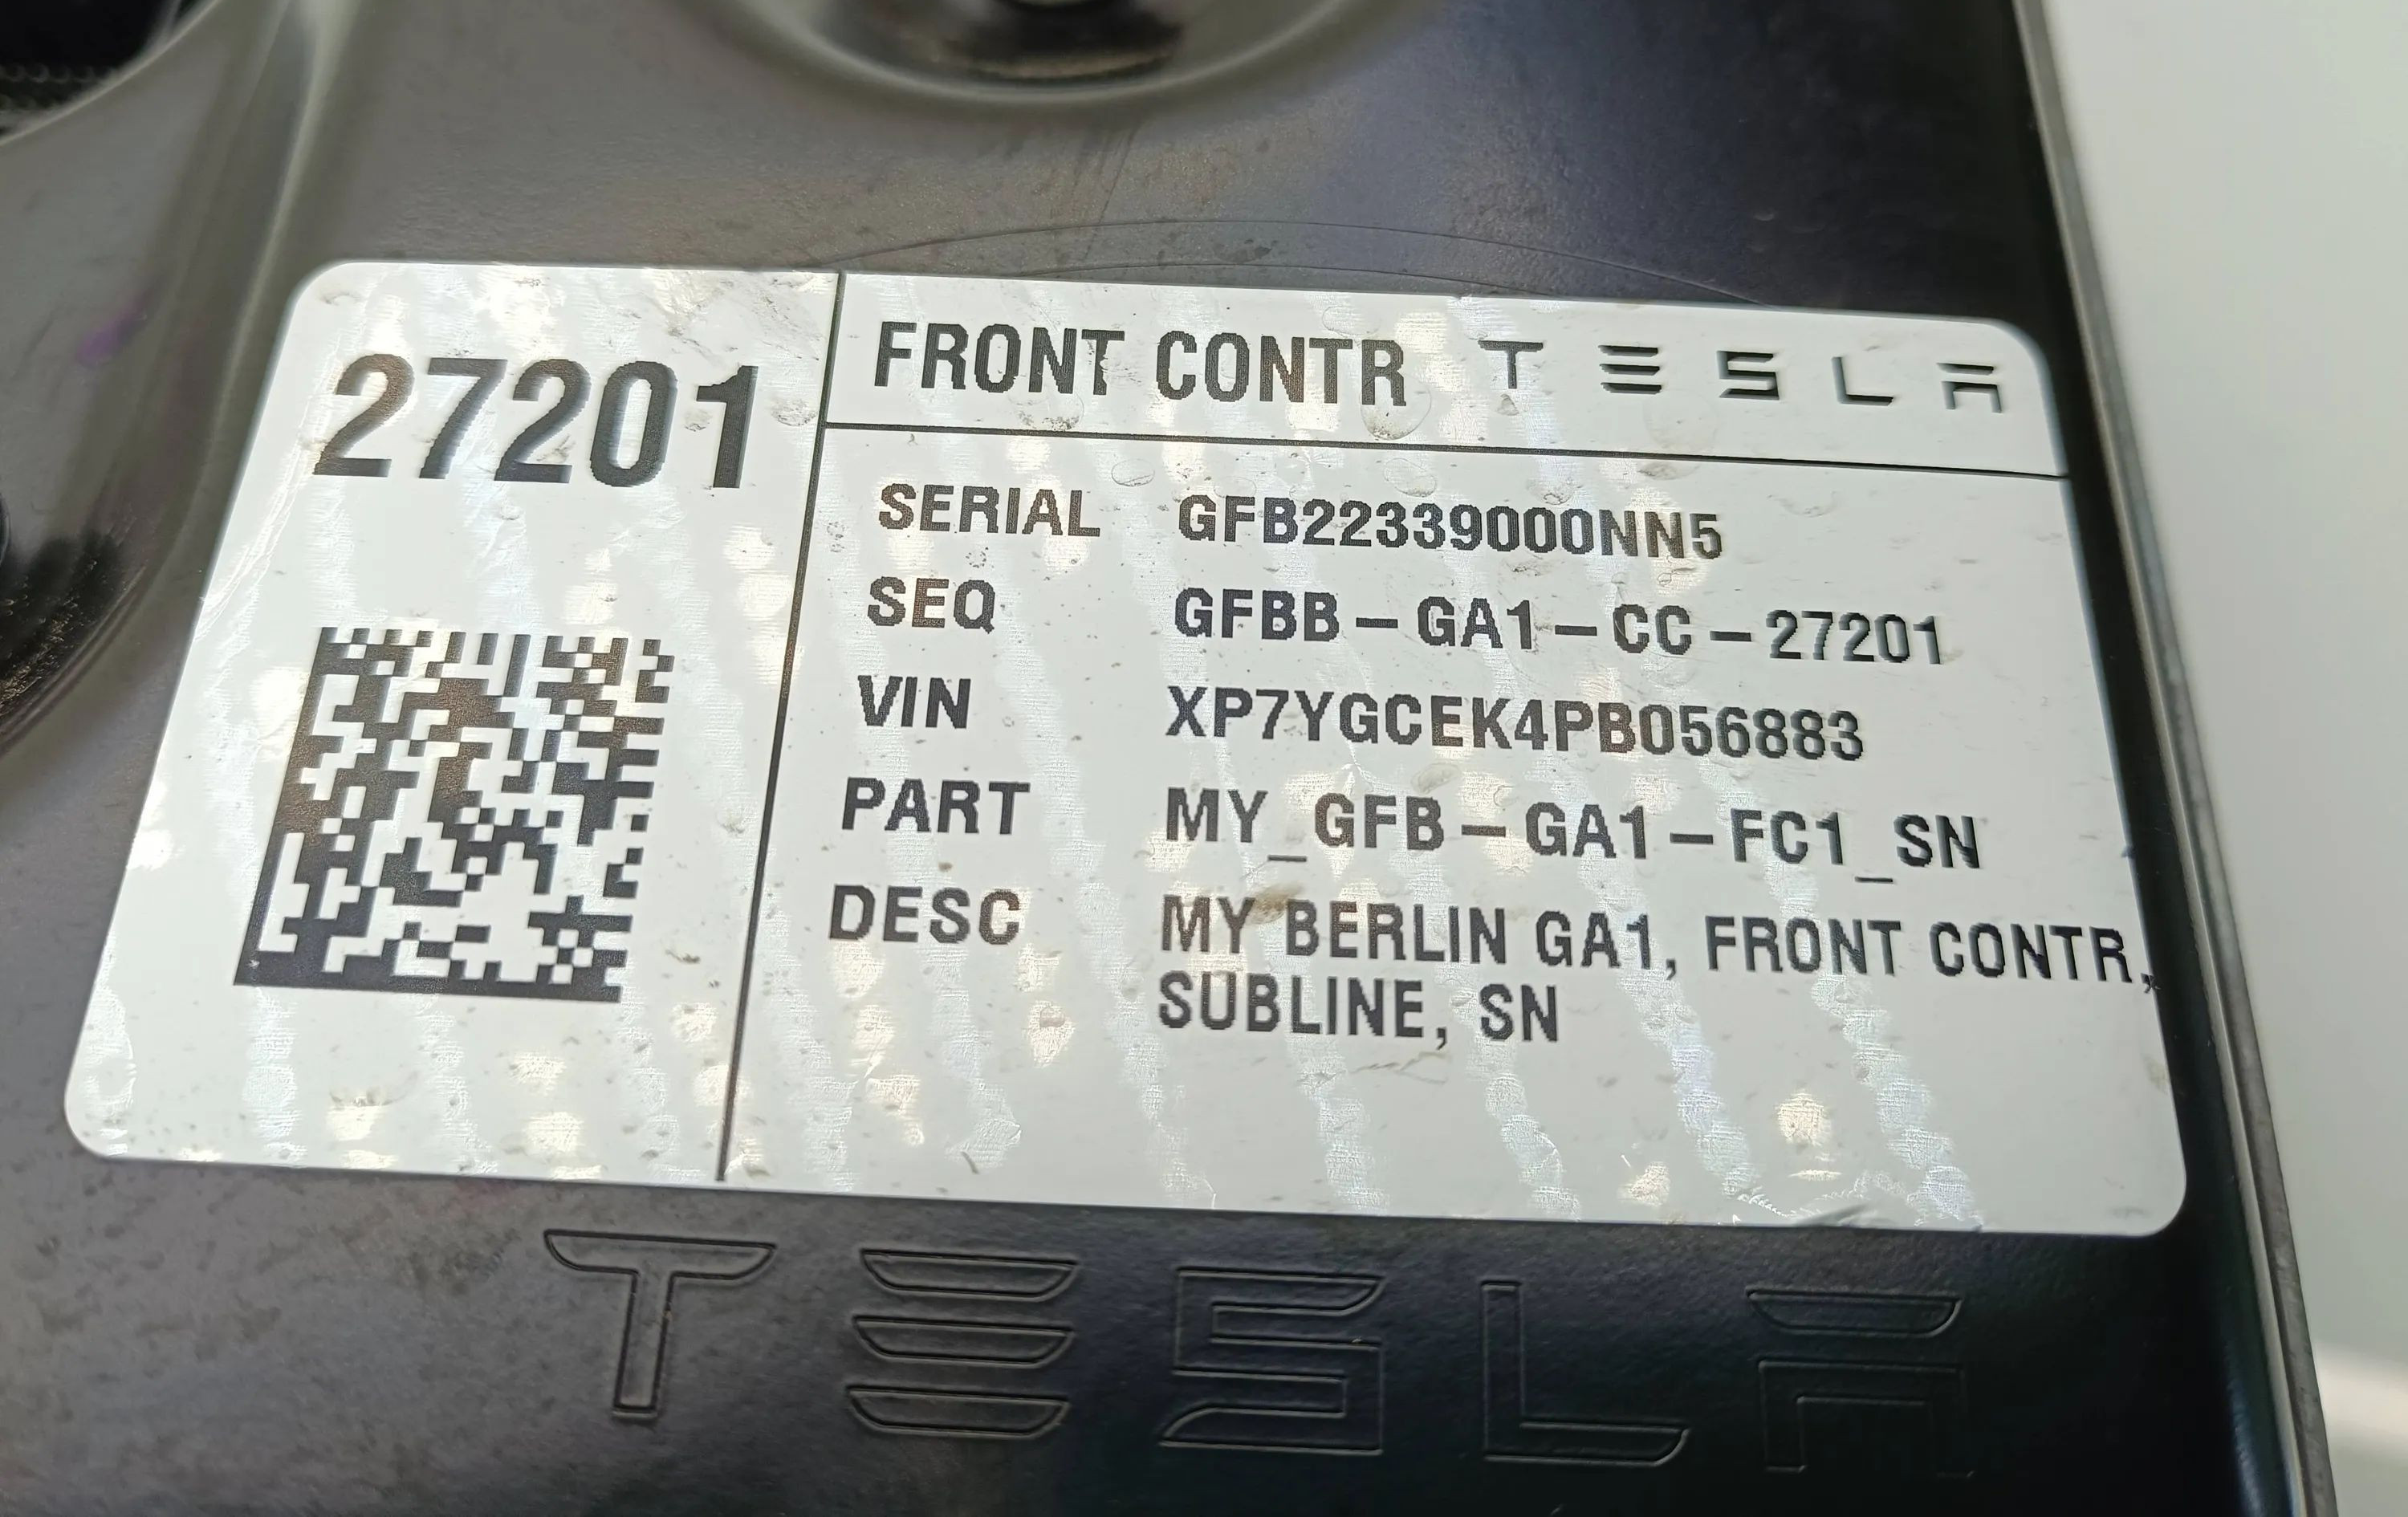 27201
FRONT CONTR TESLA
SERIAL GFB22339000NN5
SEQ GFBB-GA1-CC-27201
VIN XP7YGCEK4PB056883
PART MY_GFB-GA1-FC1_SN
DESC MY BERLIN GA1, FRONT CONTR,
SUBLINE, SN
TESLA